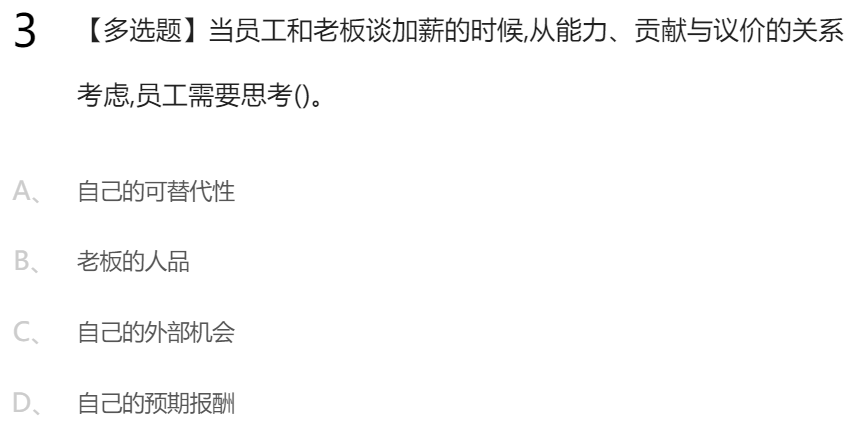 3 【多选题】当员工和老板谈加薪的时候,从能力、贡献与议价的关系
考虑,员工需要思考()。
A、 自己的可替代性
B、 老板的人品
C、 自己的外部机会
D、 自己的预期报酬